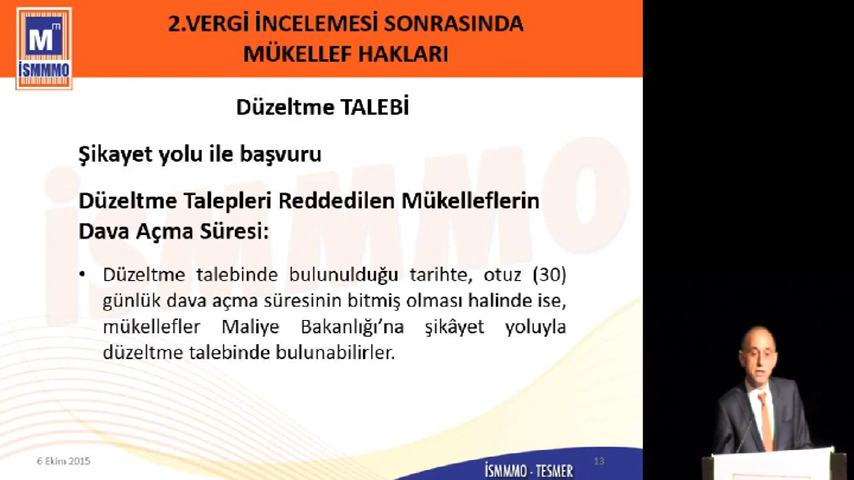 2.VERGİ İNCELEMESİ SONRASINDA
MÜKELLEF HAKLARI
Mm
İSMMMO
Düzeltme TALEBİ
Şikayet yolu ile başvuru
Düzeltme Talepleri Reddedilen Mükelleflerin
Dava Açma Süresi:
• Düzeltme talebinde bulunulduğu tarihte, otuz (30)
günlük dava açma süresinin bitmiş olması halinde ise,
mükellefler Maliye Bakanlığı’na şikâyet yoluyla
düzeltme talebinde bulunabilirler.
İSMMMO
6 Ekim 2015
İSMMMO - TESMER
13